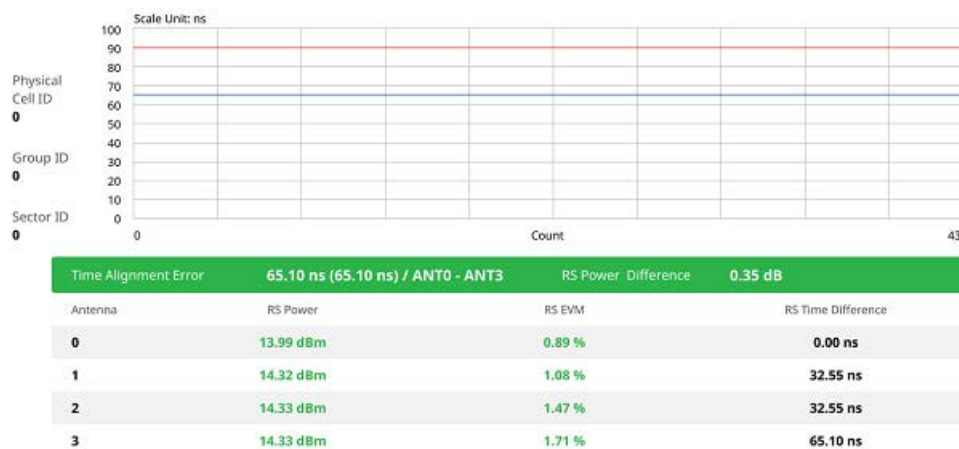 Scale Unit: ns
100
90
80
70
60
50
40
30
20
10
0
Physical
Cell ID
0
Group ID
0
Sector ID
0
0 Count 43
Time Alignment Error 65.10 ns (65.10 ns) / ANT0 - ANT3 RS Power Difference 0.35 dB
Antenna RS Power RS EVM RS Time Difference
0 13.99 dBm 0.89 % 0.00 ns
1 14.32 dBm 1.08 % 32.55 ns
2 14.33 dBm 1.47 % 32.55 ns
3 14.33 dBm 1.71 % 65.10 ns